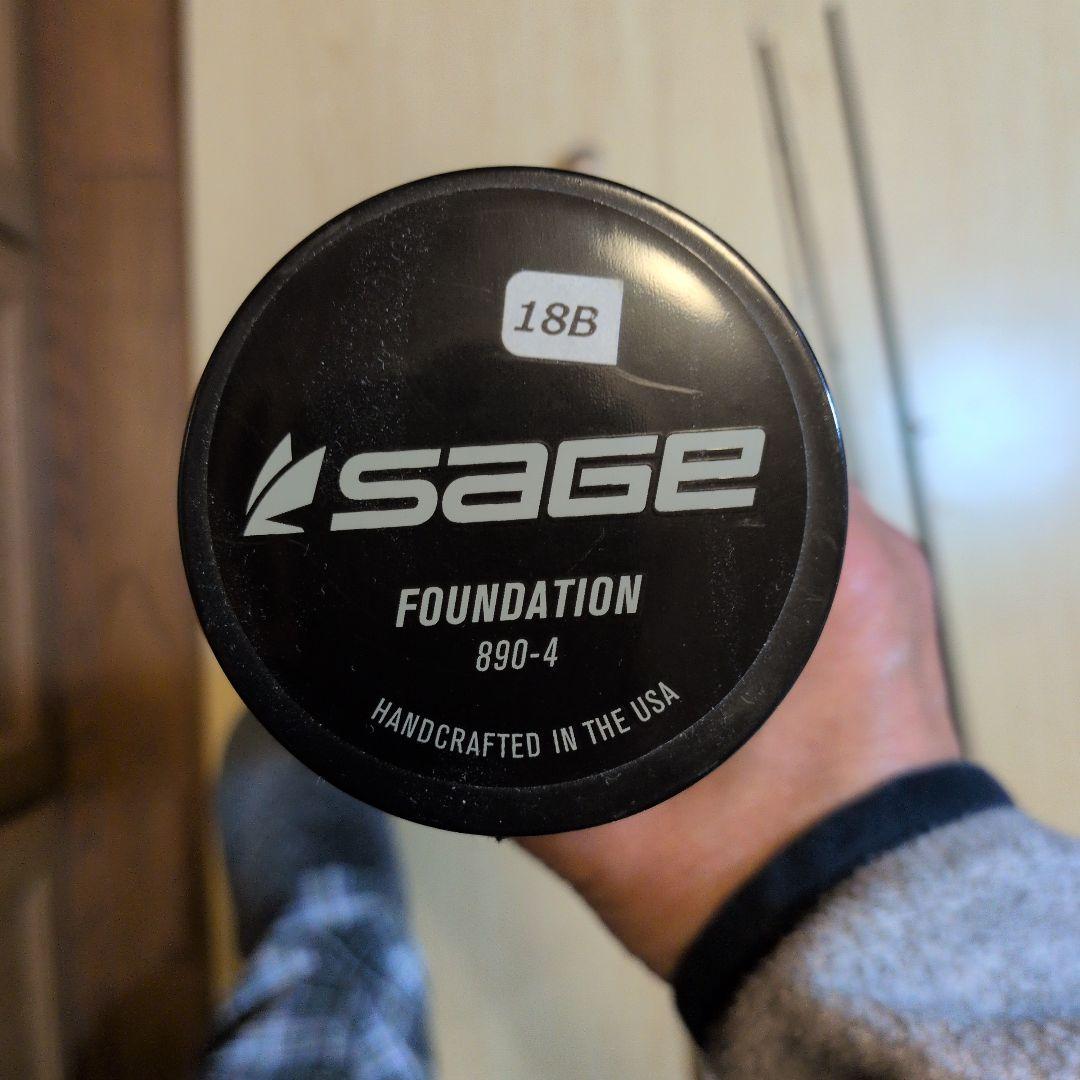 18B
SAGE
FOUNDATION
890-4
HANDCRAFTED IN THE USA